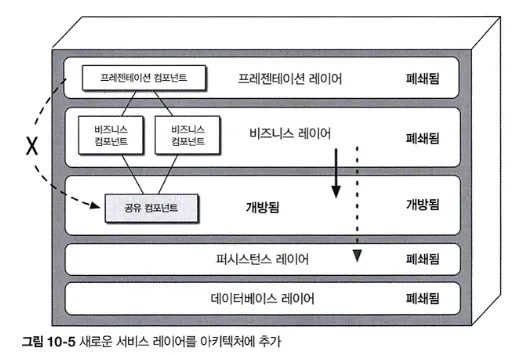 프레젠테이션 컴포넌트
프레젠테이션 레이어
폐쇄됨
비즈니스
컴포넌트
비즈니스
컴포넌트
비즈니스 레이어
폐쇄됨
X
공유 컴포넌트
개방됨
개방됨
퍼시스턴스 레이어
폐쇄됨
데이터베이스 레이어
폐쇄됨
그림 10-5 새로운 서비스 레이어를 아키텍처에 추가